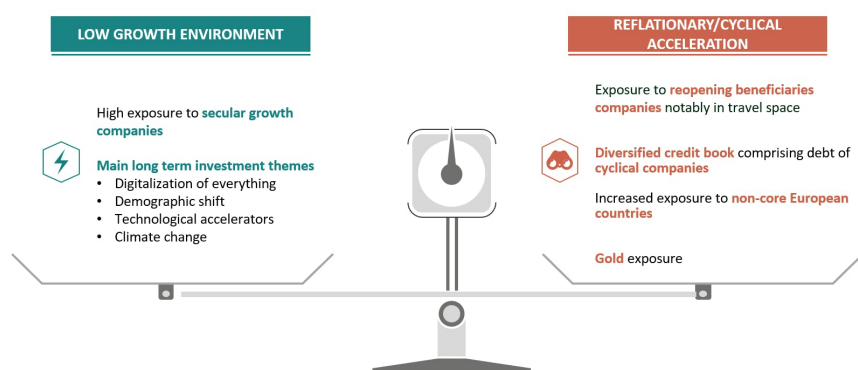 LOW GROWTH ENVIRONMENT
High exposure to secular growth
companies
Main long term investment themes
• Digitalization of everything
• Demographic shift
• Technological accelerators
• Climate change
REFLATIONARY/CYCLICAL
ACCELERATION
Exposure to reopening beneficiaries
companies notably in travel space
Diversified credit book comprising debt of
cyclical companies
Increased exposure to non-core European
countries
Gold exposure